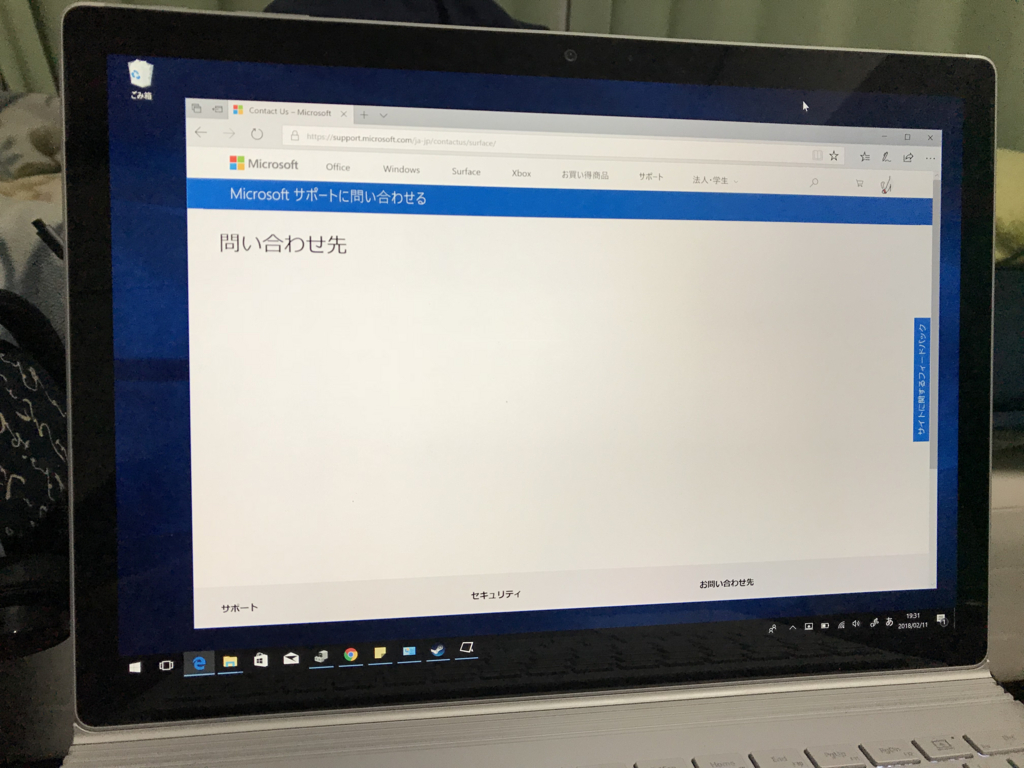 ごみ箱
Contact Us - Microsoft
https://support.microsoft.com/ja-jp/contactus/surface/
Microsoft Office Windows Surface Xbox お買い得商品 サポート 法人・学生
Microsoft サポートに問い合わせる
問い合わせ先
サイトに関するフィードバック
サポート セキュリティ お問い合わせ先
あ
19:31
2018/02/11